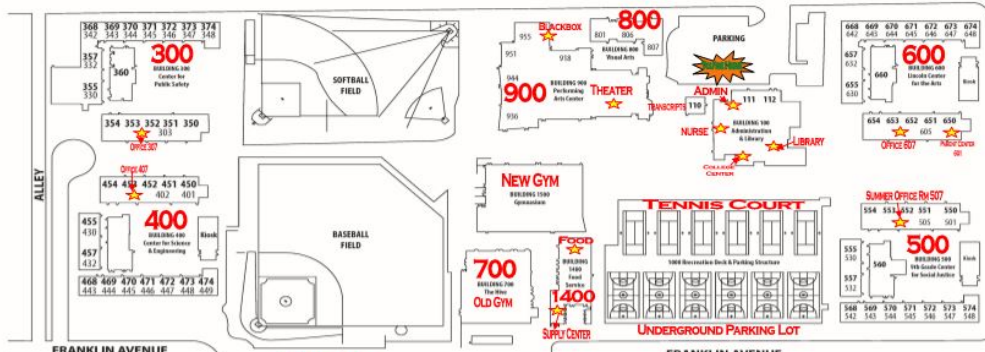 368 369 370 371 372 373 374
342 343 344 345 346 347 348
300
BUILDING 300
Center for
Public Safety
357
332
360
355
330
354 353 352 351 350
303
OFFICE 307
ALLEY
OFFICE 407
454 453 452 451 450
402 401
455
430
400
BUILDING 400
Center for Science
& Engineering
Kiosk
457
432
468 469 470 471 472 473 474
443 444 445 446 447 448 449
FRANKLIN AVENUE
SOFTBALL
FIELD
BASEBALL
FIELD
BLACKBOX
955
951
918
944
900
BUILDING 900
Performing
Arts Center
936
THEATER
800
801 806
807
BUILDING 800
Visual Arts
PARKING
ADMIN
TRANSCRIPTS
110
111 112
BUILDING 100
Administration
& Library
NURSE
LIBRARY
COLLEGE
CENTER
NEW GYM
BUILDING 1500
Gymnasium
700
BUILDING 700
The Hive
OLD GYM
FOOD
BUILDING
1400
Food
Service
1400
SUPPLY CENTER
TENNIS COURT
1000 Recreation Deck & Parking Structure
UNDERGROUND PARKING LOT
FRANKLIN AVENUE
668 669 670 671 672 673 674
642 643 644 645 646 647 648
600
BUILDING 600
Lincoln Center
for the Arts
657
632
660
Kiosk
655
630
654 653 652 651 650
605
OFFICE 607
PARENT CENTER
601
SUMMER OFFICE RM 507
554 553 552 551 550
505 501
555
530
500
BUILDING 500
9th Grade Center
for Social Justice
560
Kiosk
557
532
568 569 570 571 572 573 574
542 543 544 545 546 547 548